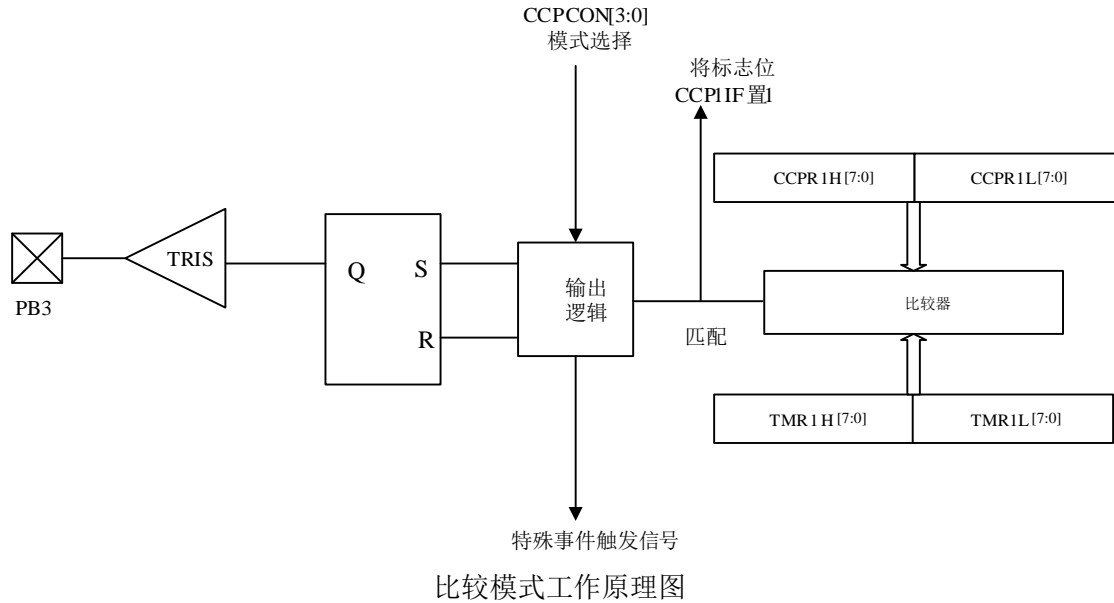 CCPCON[3:0]
模式选择
将标志位
CCP1IF置1
CCPR1H[7:0]
CCPR1L[7:0]
TRIS
PB3
Q
S
R
输出
逻辑
匹配
比较器
TMR1H[7:0]
TMR1L[7:0]
特殊事件触发信号
比较模式工作原理图